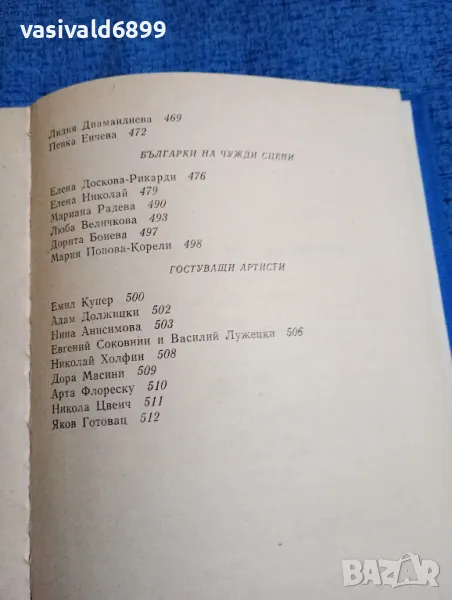 vasivald6899
Лидия Диамандиева 469
Пенка Енчева 472
БЪЛГАРКИ НА ЧУЖДИ СЦЕНИ
Елена Доскова-Рикарди 476
Елена Николай 479
Мариана Радева 490
Люба Величкова 493
Дорита Бонева 497
Мария Попова-Корели 498
ГОСТУВАЩИ АРТИСТИ
Емил Купер 500
Адам Должицки 502
Нина Анисимова 503
Евгений Соковнин и Василий Лужецки 506
Николай Холфин 508
Дора Масини 509
Арта Флореску 510
Никола Цвеич 511
Яков Готовац 512
BAZAR
.bg